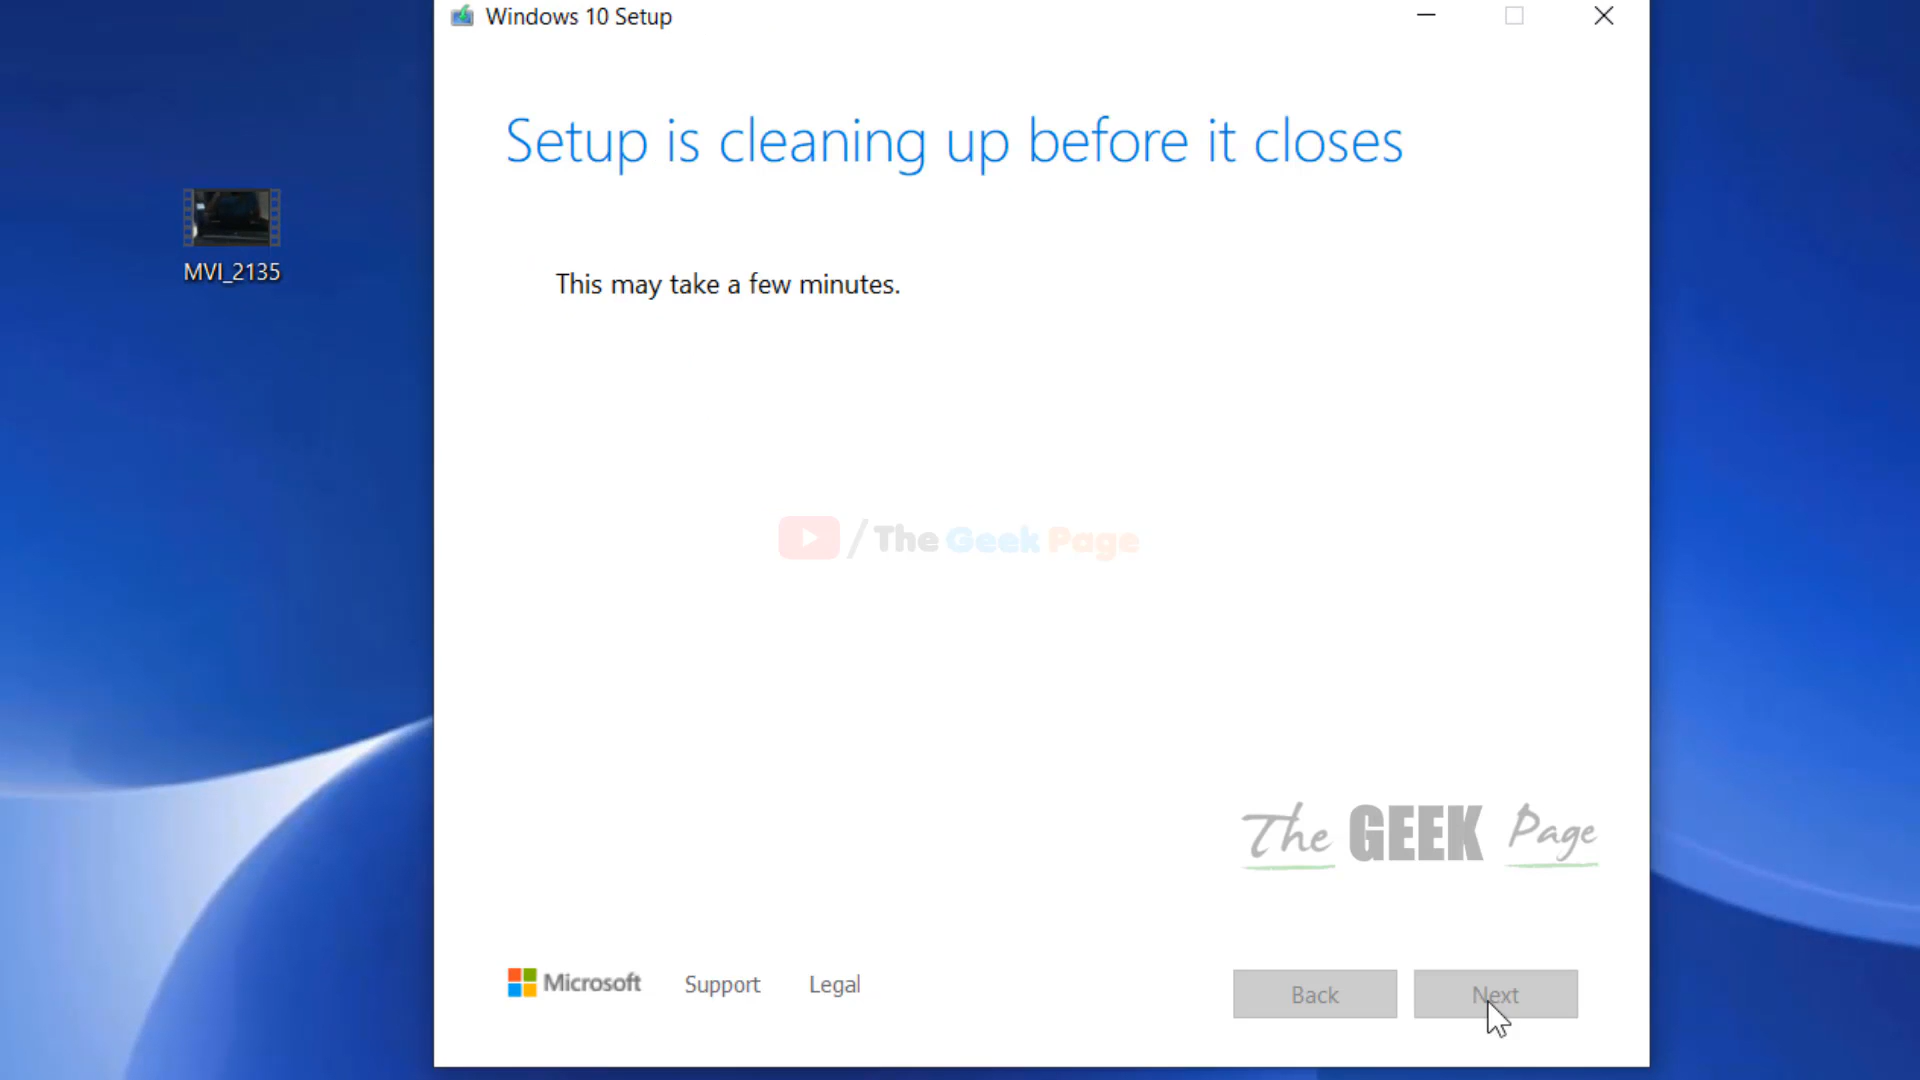 Windows 10 Setup
Setup is cleaning up before it closes
MVI_2135
This may take a few minutes.
/The Geek Page
The GEEK Page
Microsoft Support Legal
Back Next